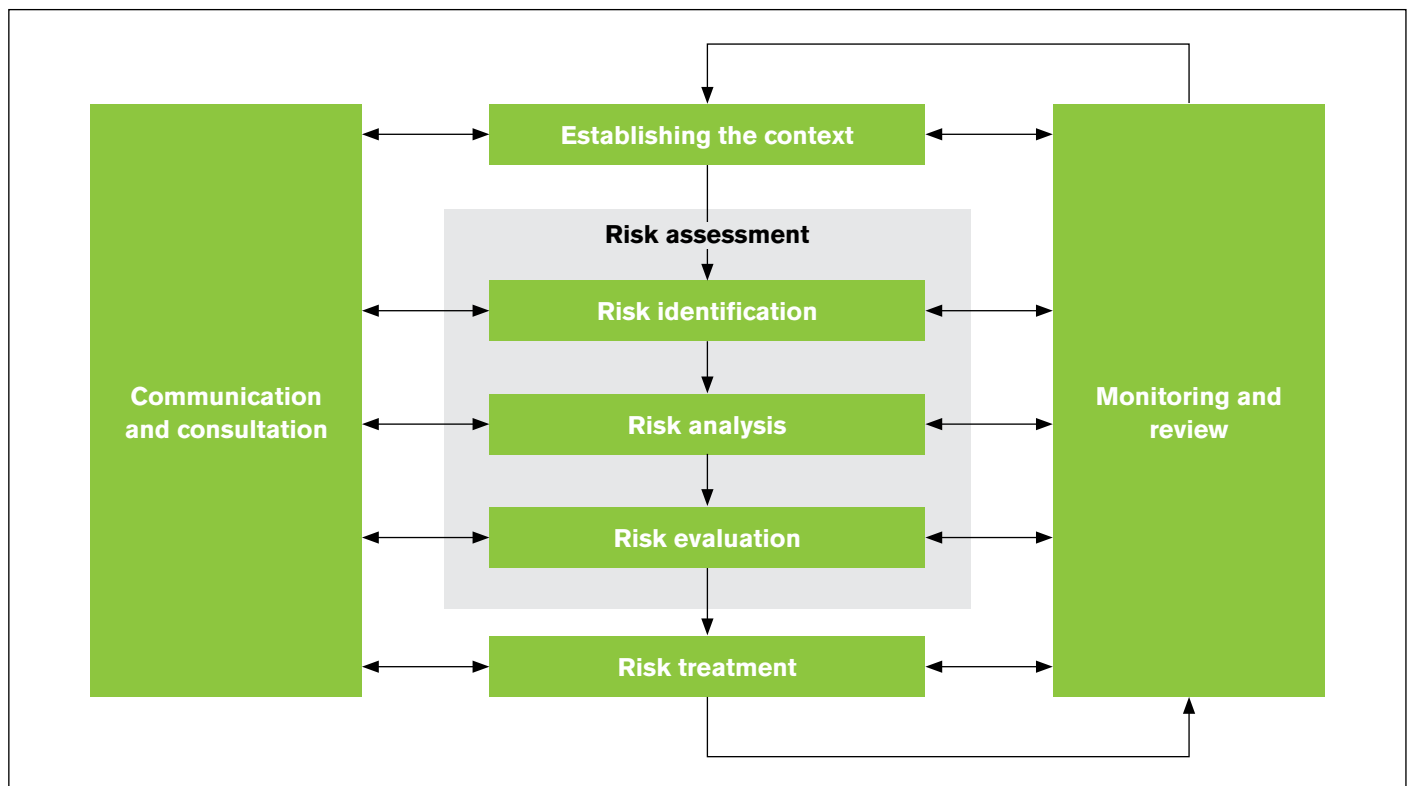 Establishing the context
Risk assessment
Risk identification
Communication
and consultation
Risk analysis
Monitoring and
review
Risk evaluation
Risk treatment